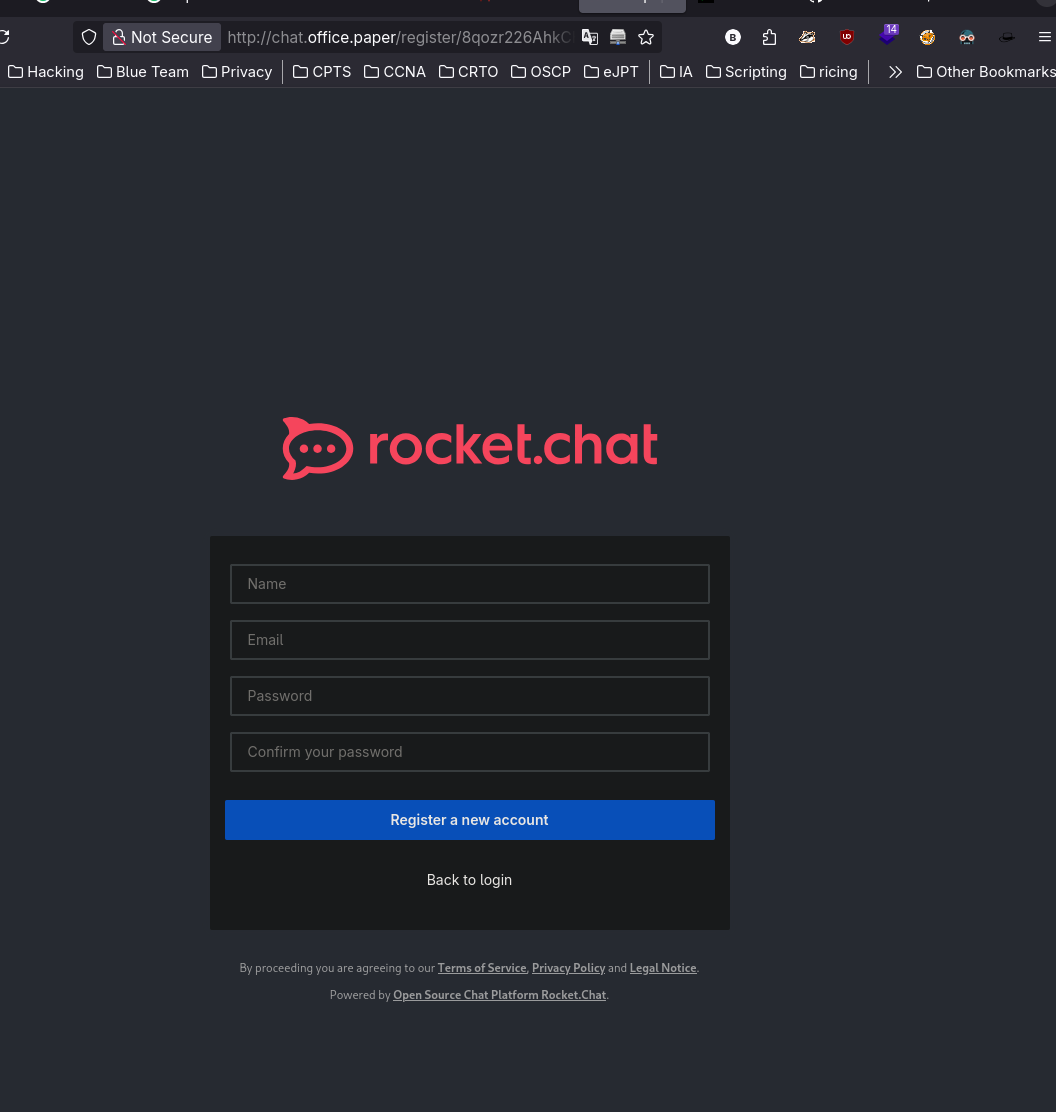 Not Secure http://chat.office.paper/register/8qozr226Ahk
14
Hacking Blue Team Privacy CPTS CCNA CRTO OSCP eJPT IA Scripting ricing Other Bookmarks
rocket.chat
Name
Email
Password
Confirm your password
Register a new account
Back to login
By proceeding you are agreeing to our Terms of Service, Privacy Policy and Legal Notice.
Powered by Open Source Chat Platform Rocket.Chat.